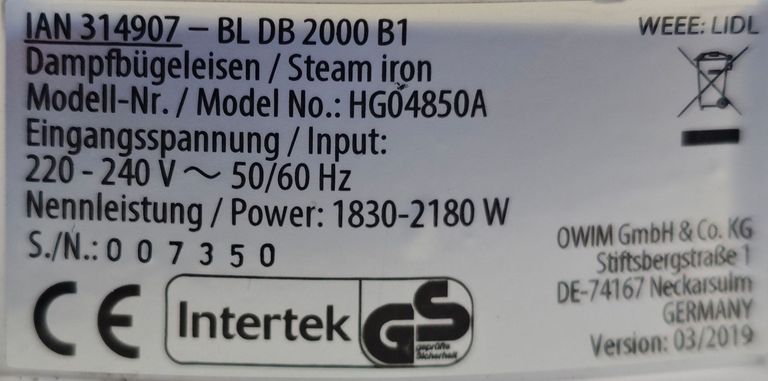 IAN 314907 – BL DB 2000 B1
WEEE: LIDL
Dampfbügeleisen / Steam iron
Modell-Nr. / Model No.: HG04850A
Eingangsspannung / Input:
220 - 240 V ~ 50/60 Hz
Nennleistung / Power: 1830-2180 W
S./N.: 0 0 7 3 5 0
CE
Intertek
GS
geprüfte
Sicherheit
OWIM GmbH & Co. KG
Stiftsbergstraße 1
DE-74167 Neckarsulm
GERMANY
Version: 03/2019